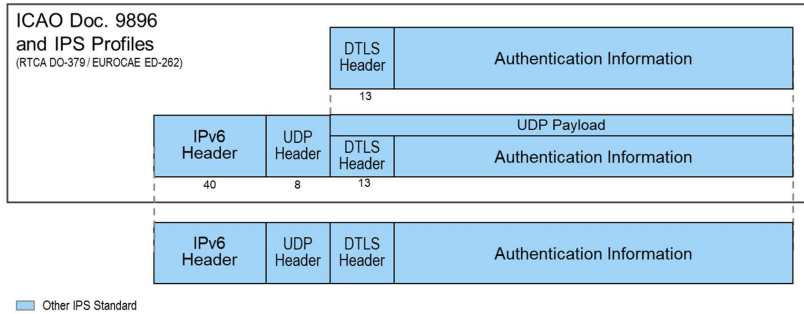 ICAO Doc. 9896
and IPS Profiles
(RTCA DO-379 / EUROCAE ED-262)
DTLS
Header
Authentication Information
13
IPv6
Header
UDP
Header
UDP Payload
DTLS
Header
Authentication Information
40
8
13
IPv6
Header
UDP
Header
DTLS
Header
Authentication Information
Other IPS Standard